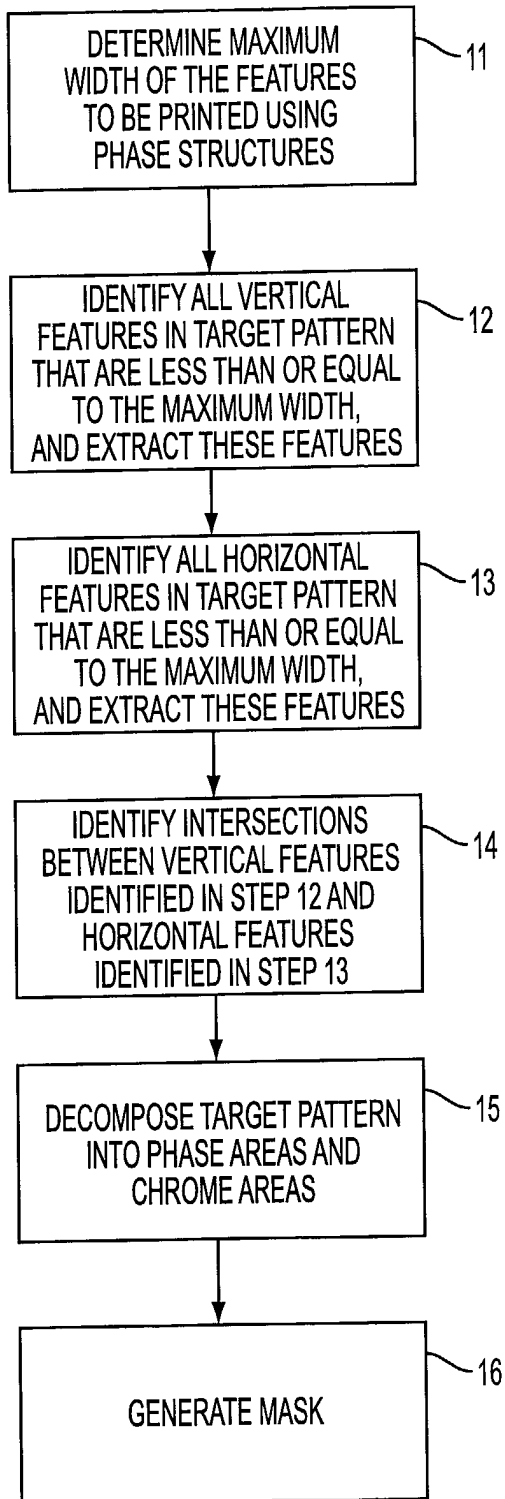 DETERMINE MAXIMUM
WIDTH OF THE FEATURES
TO BE PRINTED USING
PHASE STRUCTURES
11
IDENTIFY ALL VERTICAL
FEATURES IN TARGET PATTERN
THAT ARE LESS THAN OR EQUAL
TO THE MAXIMUM WIDTH,
AND EXTRACT THESE FEATURES
12
IDENTIFY ALL HORIZONTAL
FEATURES IN TARGET PATTERN
THAT ARE LESS THAN OR EQUAL
TO THE MAXIMUM WIDTH,
AND EXTRACT THESE FEATURES
13
IDENTIFY INTERSECTIONS
BETWEEN VERTICAL FEATURES
IDENTIFIED IN STEP 12 AND
HORIZONTAL FEATURES
IDENTIFIED IN STEP 13
14
DECOMPOSE TARGET PATTERN
INTO PHASE AREAS AND
CHROME AREAS
15
GENERATE MASK
16